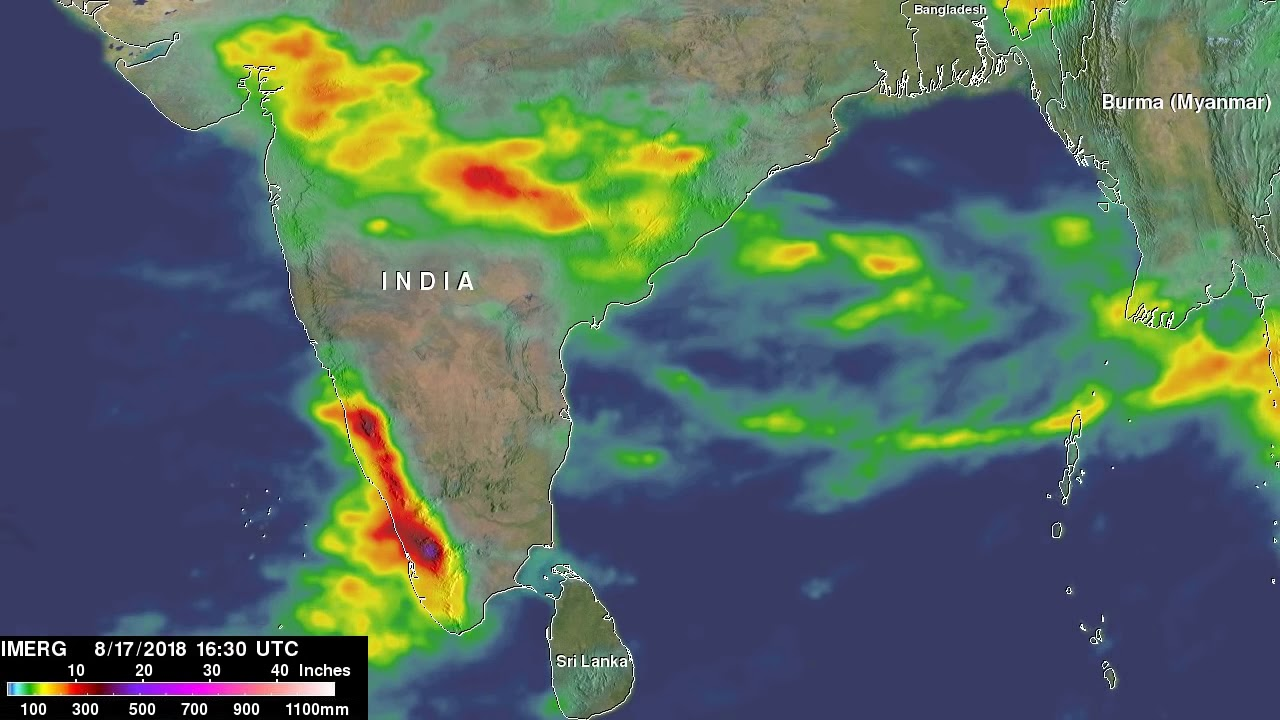 Bangladesh
Burma (Myanmar)
INDIA
Sri Lanka
IMERG 8/17/2018 16:30 UTC
10 20 30 40 Inches
100 300 500 700 900 1100mm